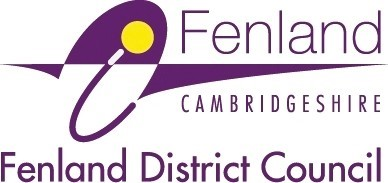 Fenland
CAMBRIDGESHIRE
Fenland District Council